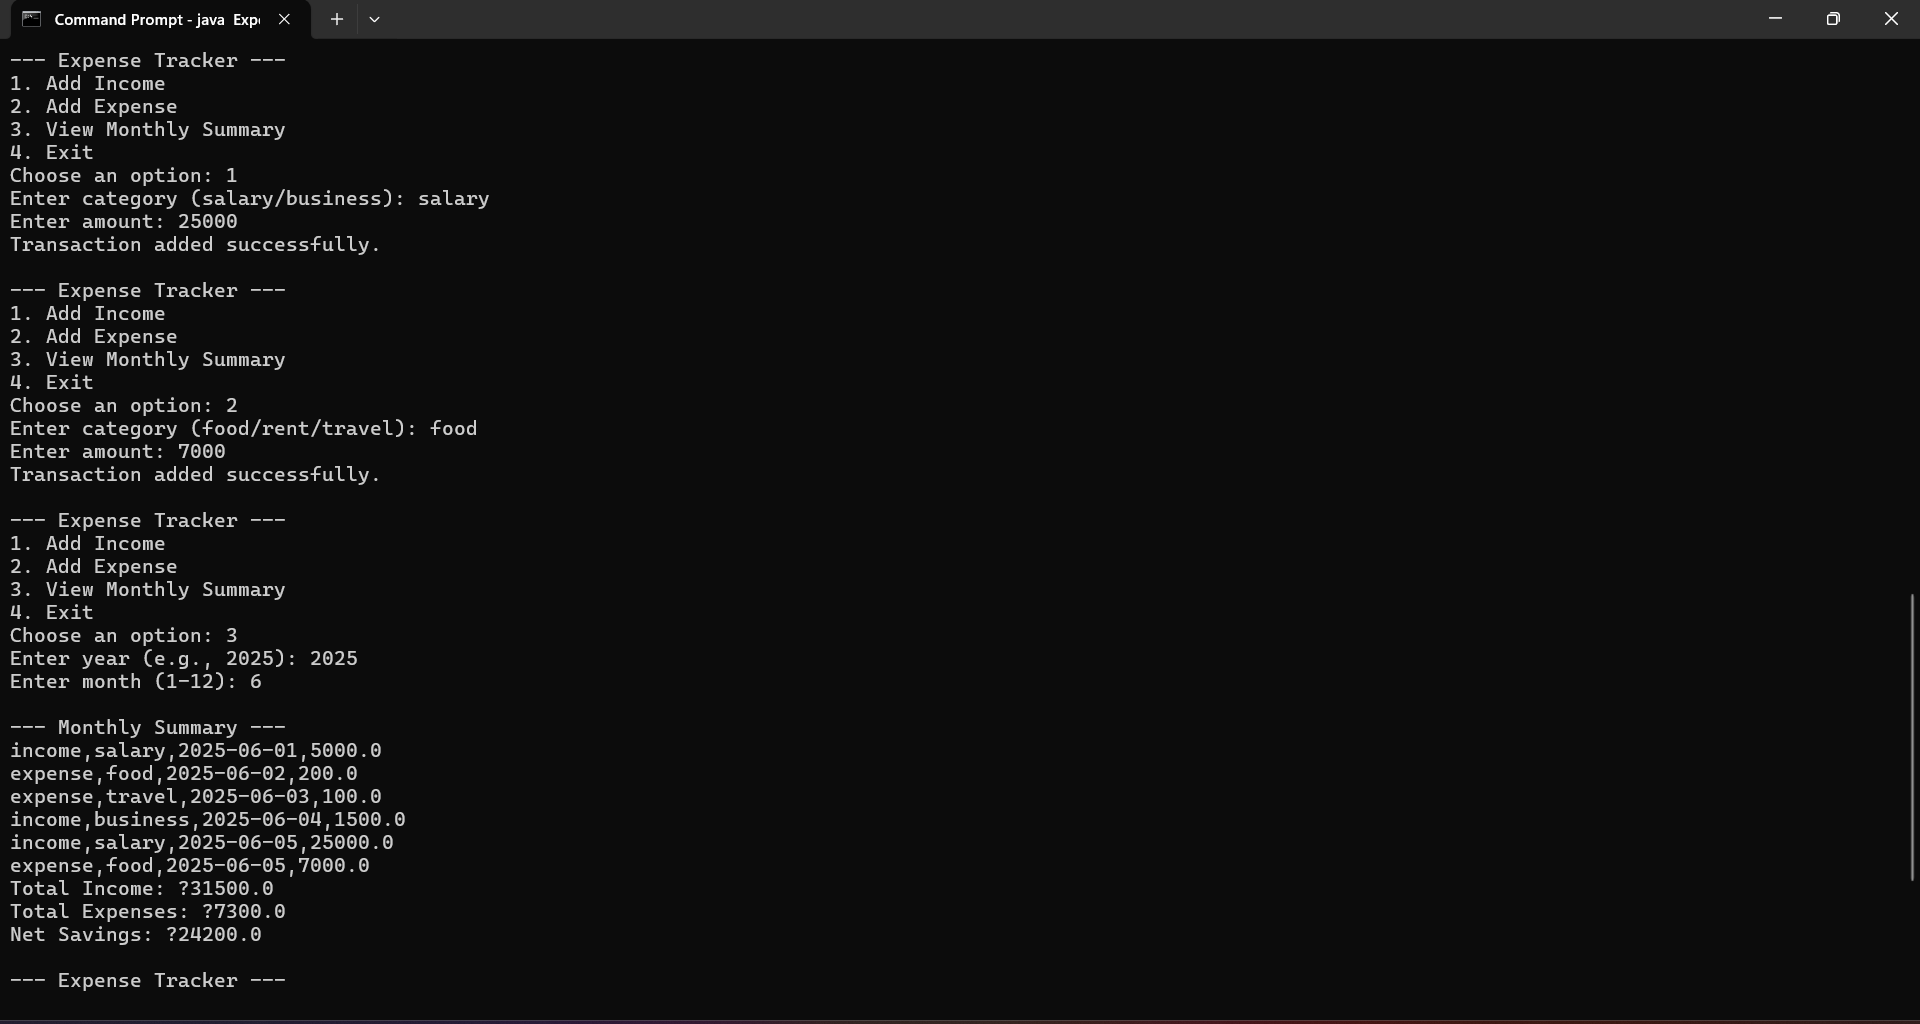 Command Prompt - java Exp
--- Expense Tracker ---
1. Add Income
2. Add Expense
3. View Monthly Summary
4. Exit
Choose an option: 1
Enter category (salary/business): salary
Enter amount: 25000
Transaction added successfully.
--- Expense Tracker ---
1. Add Income
2. Add Expense
3. View Monthly Summary
4. Exit
Choose an option: 2
Enter category (food/rent/travel): food
Enter amount: 7000
Transaction added successfully.
--- Expense Tracker ---
1. Add Income
2. Add Expense
3. View Monthly Summary
4. Exit
Choose an option: 3
Enter year (e.g., 2025): 2025
Enter month (1-12): 6
--- Monthly Summary ---
income,salary,2025-06-01,5000.0
expense,food,2025-06-02,200.0
expense,travel,2025-06-03,100.0
income,business,2025-06-04,1500.0
income,salary,2025-06-05,25000.0
expense,food,2025-06-05,7000.0
Total Income: ?31500.0
Total Expenses: ?7300.0
Net Savings: ?24200.0
--- Expense Tracker ---